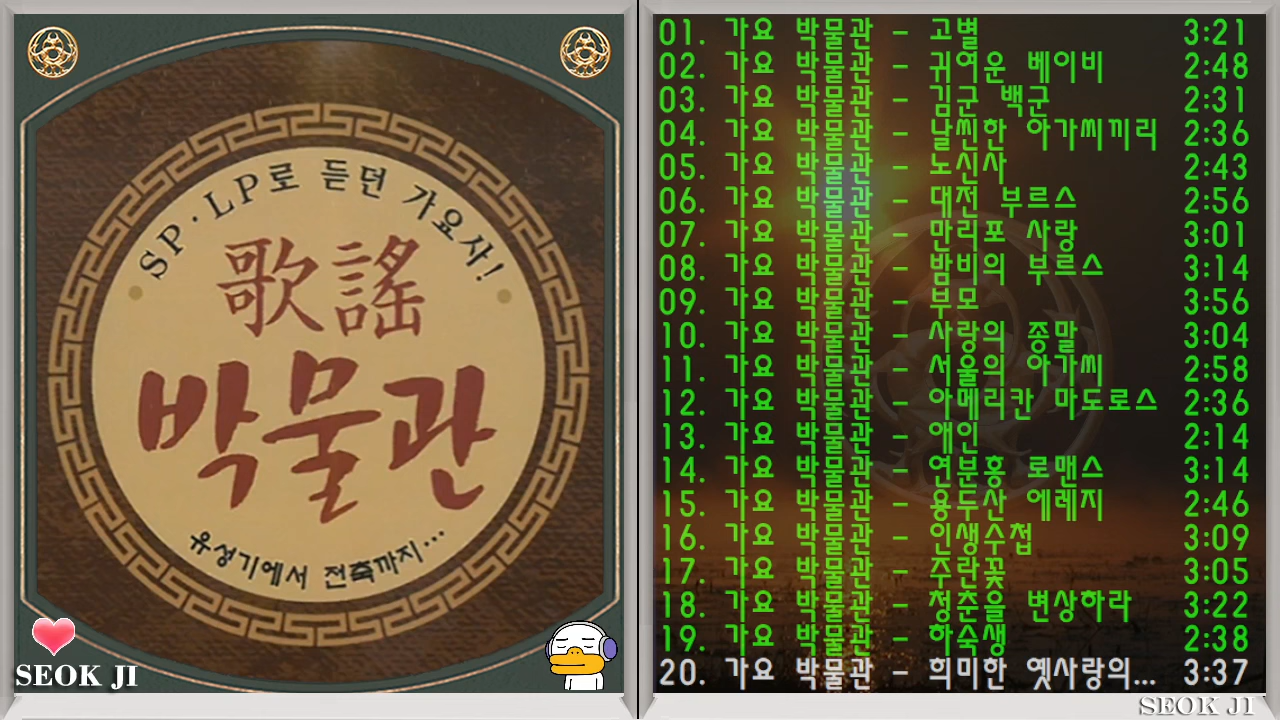 SP·LP로 듣던 가요사!
歌謠
박물관
유성기에서 전축까지…
SEOK JI
01. 가요 박물관 - 고별 3:21
02. 가요 박물관 - 귀여운 베이비 2:48
03. 가요 박물관 - 김군 백군 2:31
04. 가요 박물관 - 날씬한 아가씨끼리 2:36
05. 가요 박물관 - 노신사 2:43
06. 가요 박물관 - 대전 부르스 2:56
07. 가요 박물관 - 만리포 사랑 3:01
08. 가요 박물관 - 밤비의 부르스 3:14
09. 가요 박물관 - 부모 3:56
10. 가요 박물관 - 사랑의 종말 3:04
11. 가요 박물관 - 서울의 아가씨 2:58
12. 가요 박물관 - 아메리칸 마도로스 2:36
13. 가요 박물관 - 애인 2:14
14. 가요 박물관 - 연분홍 로맨스 3:14
15. 가요 박물관 - 용두산 에레지 2:46
16. 가요 박물관 - 인생수첩 3:09
17. 가요 박물관 - 주란꽃 3:05
18. 가요 박물관 - 청춘을 변상하라 3:22
19. 가요 박물관 - 하숙생 2:38
20. 가요 박물관 - 희미한 옛사랑의... 3:37
SEOK JI